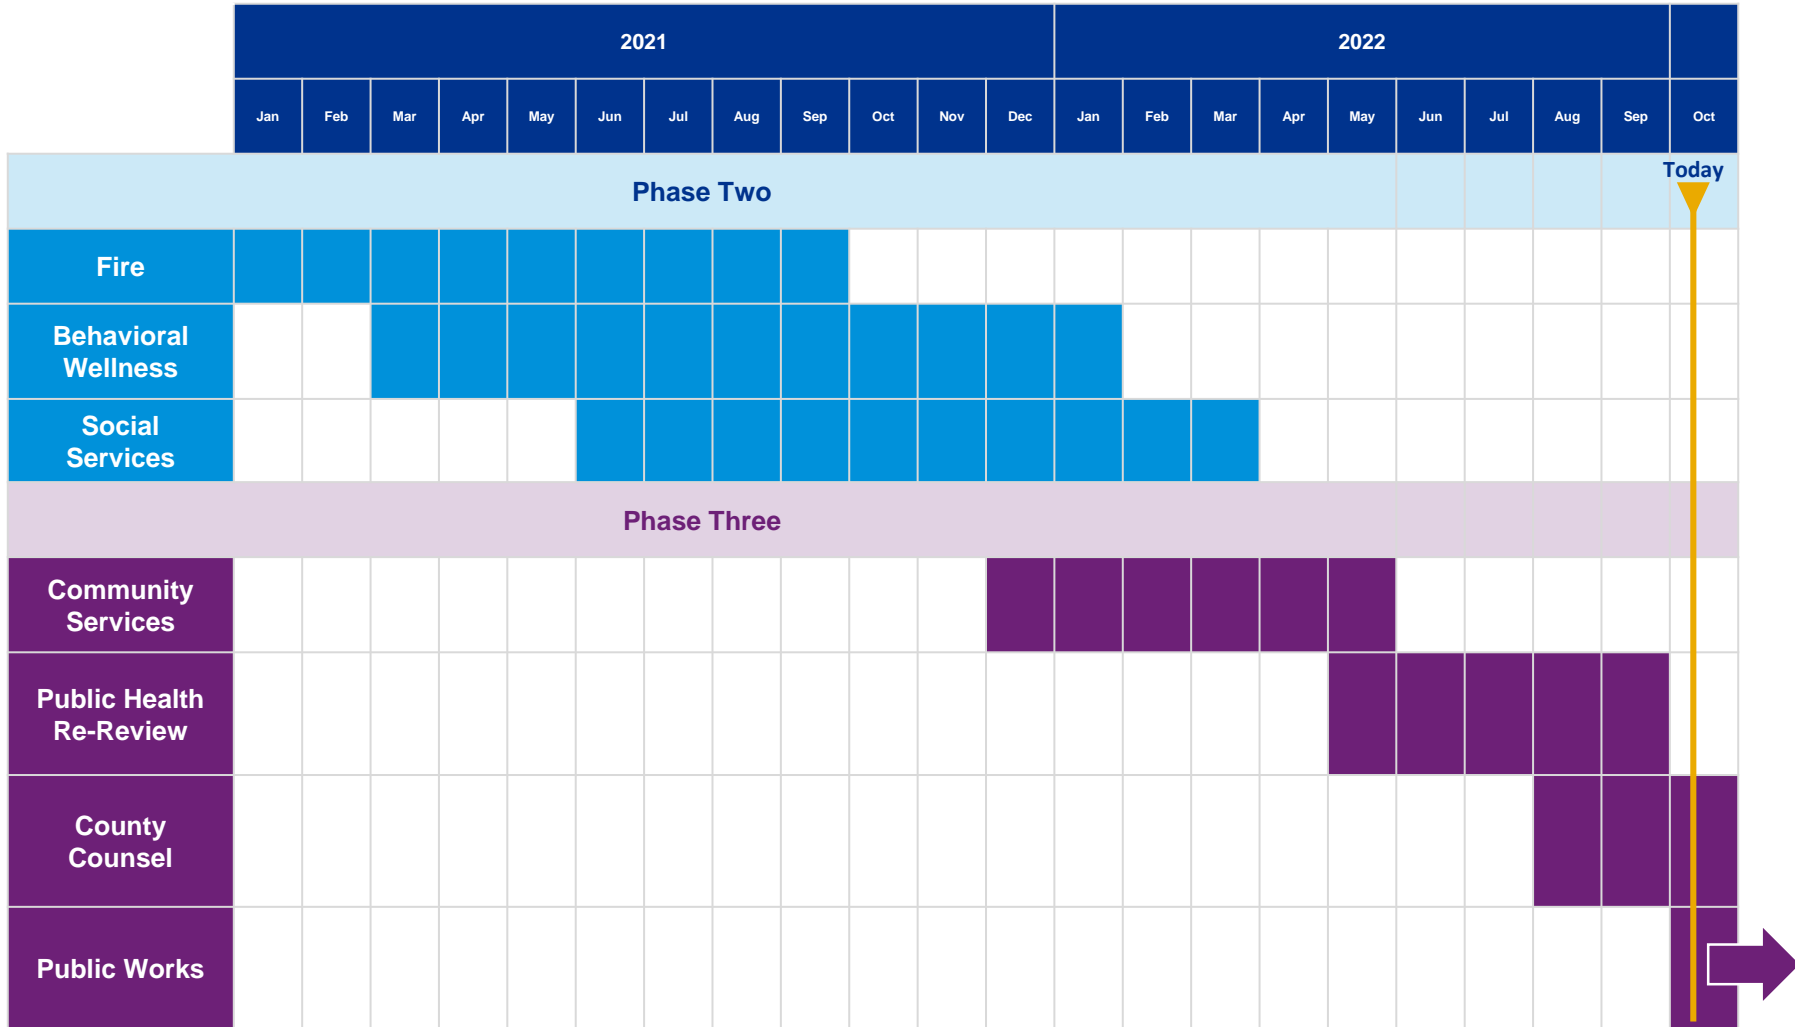 2021 2022
Jan Feb Mar Apr May Jun Jul Aug Sep Oct Nov Dec Jan Feb Mar Apr May Jun Jul Aug Sep Oct
Today
Phase Two
Fire
Behavioral
Wellness
Social
Services
Phase Three
Community
Services
Public Health
Re-Review
County
Counsel
Public Works